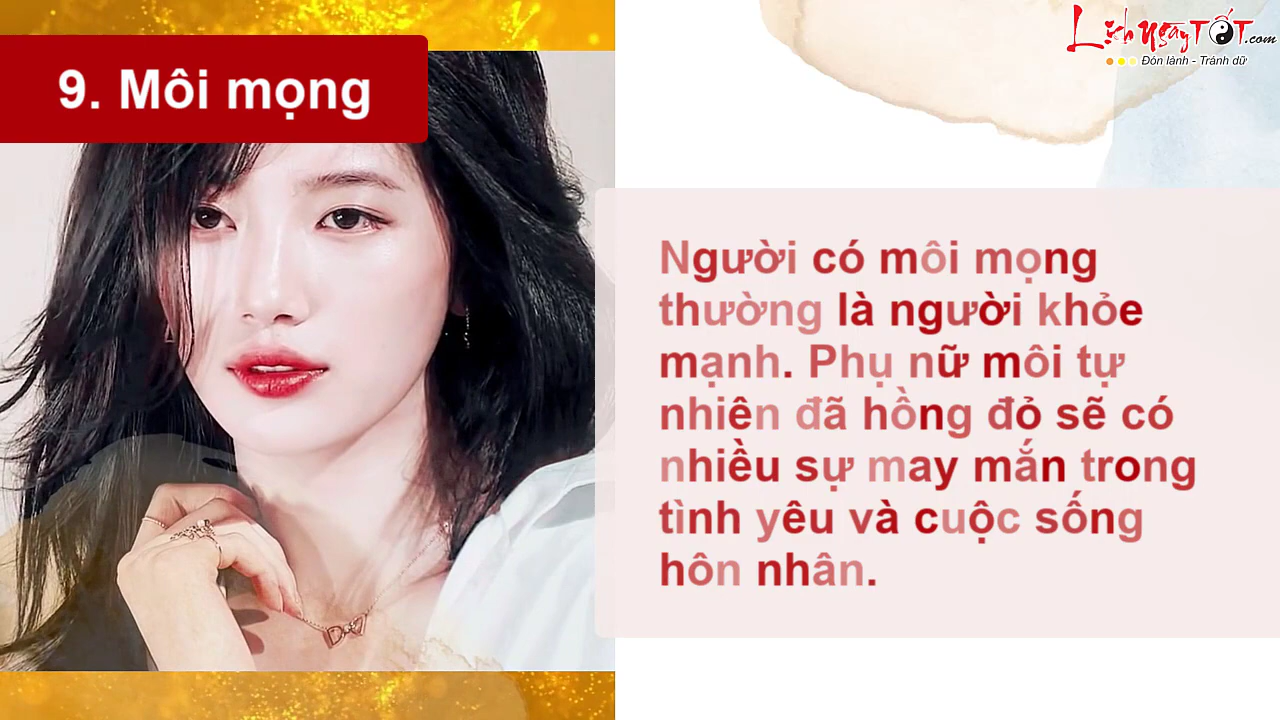 9. Môi mọng
LịchNgàyTỐT.com
Đón lành - Tránh dữ
Người có môi mọng
thường là người khỏe
mạnh. Phụ nữ môi tự
nhiên đã hồng đỏ sẽ có
nhiều sự may mắn trong
tình yêu và cuộc sống
hôn nhân.